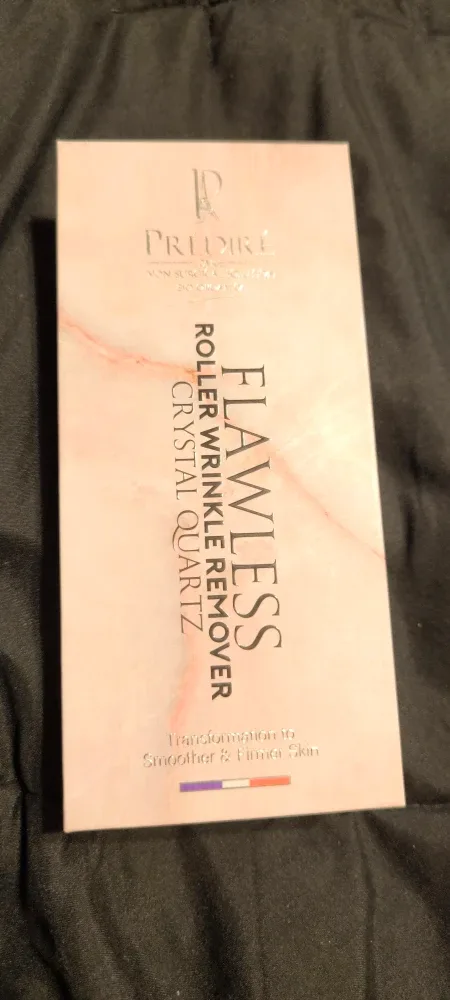 PREDIRE
FLAWLESS
ROLLER WRINKLE REMOVER
CRYSTAL QUARTZ
Transformation to
Smoother & Firmer Skin